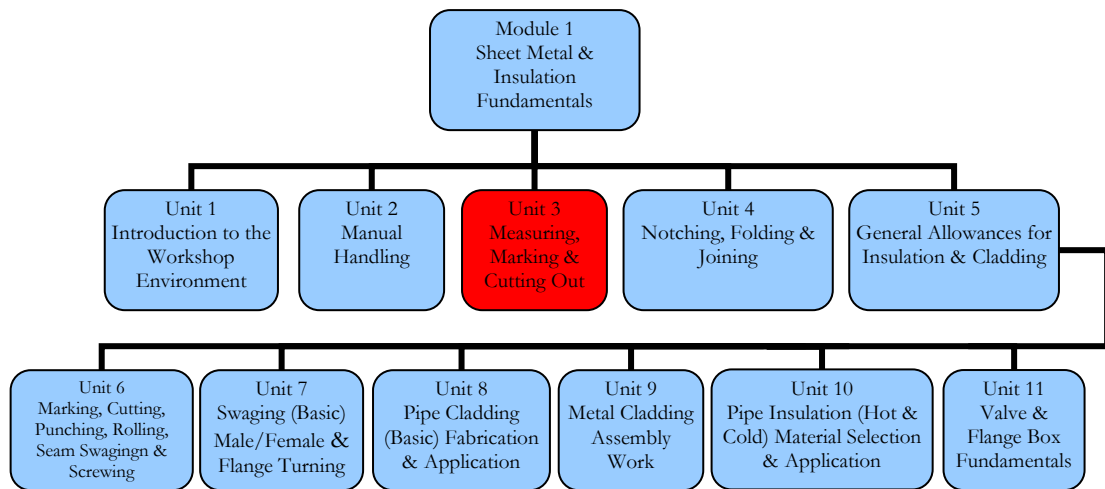 Module 1
Sheet Metal &
Insulation
Fundamentals
Unit 1
Introduction to the
Workshop
Environment
Unit 2
Manual
Handling
Unit 3
Measuring,
Marking &
Cutting Out
Unit 4
Notching, Folding &
Joining
Unit 5
General Allowances for
Insulation & Cladding
Unit 6
Marking, Cutting,
Punching, Rolling,
Seam Swagingn &
Screwing
Unit 7
Swaging (Basic)
Male/Female &
Flange Turning
Unit 8
Pipe Cladding
(Basic) Fabrication
& Application
Unit 9
Metal Cladding
Assembly
Work
Unit 10
Pipe Insulation (Hot &
Cold) Material Selection
& Application
Unit 11
Valve &
Flange Box
Fundamentals